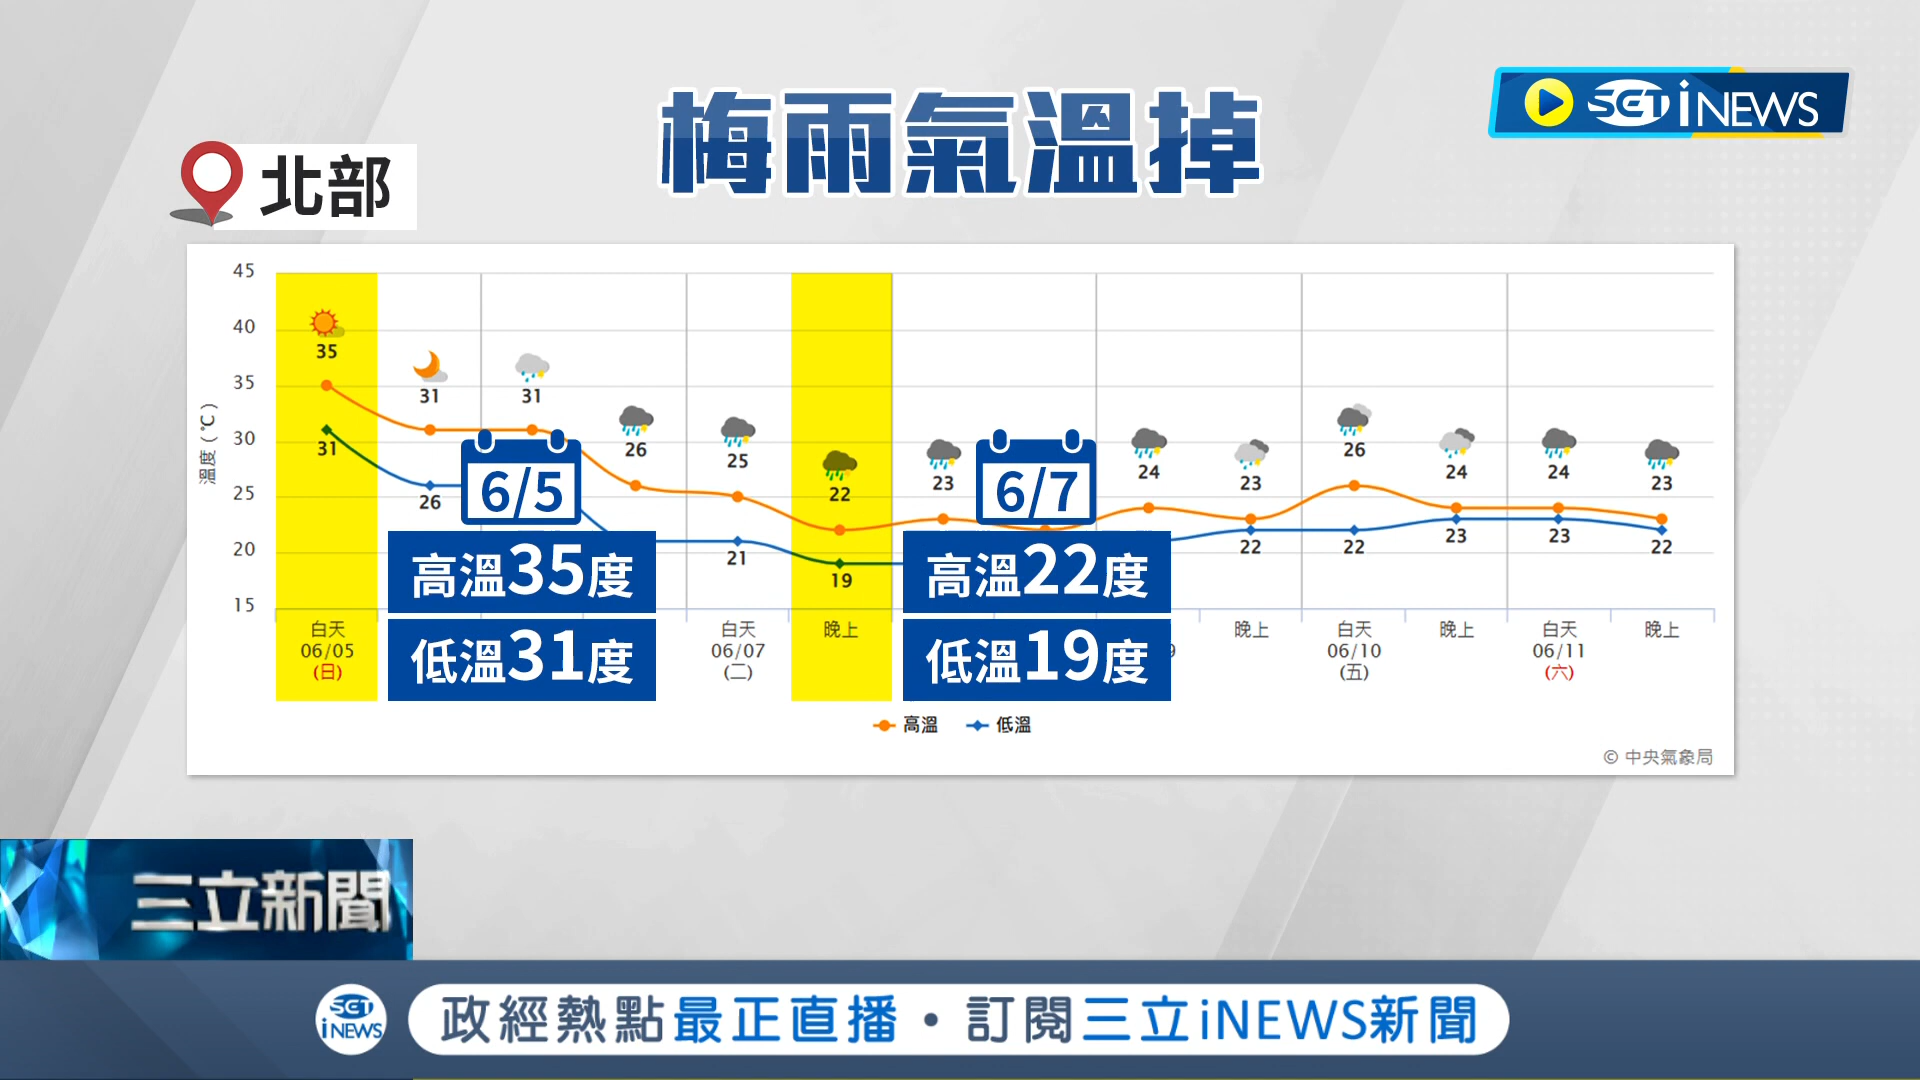 梅雨氣溫掉
SET iNEWS
北部
45
40
35
30
25
20
15
溫度(℃)
35
31
31
26
25
22
23
24
23
26
24
24
23
31
26
21
19
22
22
23
23
22
6/5
高溫35度
低溫31度
6/7
高溫22度
低溫19度
白天
06/05
(日)
白天
06/07
(二)
晚上
9
晚上
白天
06/10
(五)
晚上
白天
06/11
(六)
晚上
高溫
低溫
© 中央氣象局
三立新聞
SET iNEWS
政經熱點最正直播・訂閱三立iNEWS新聞